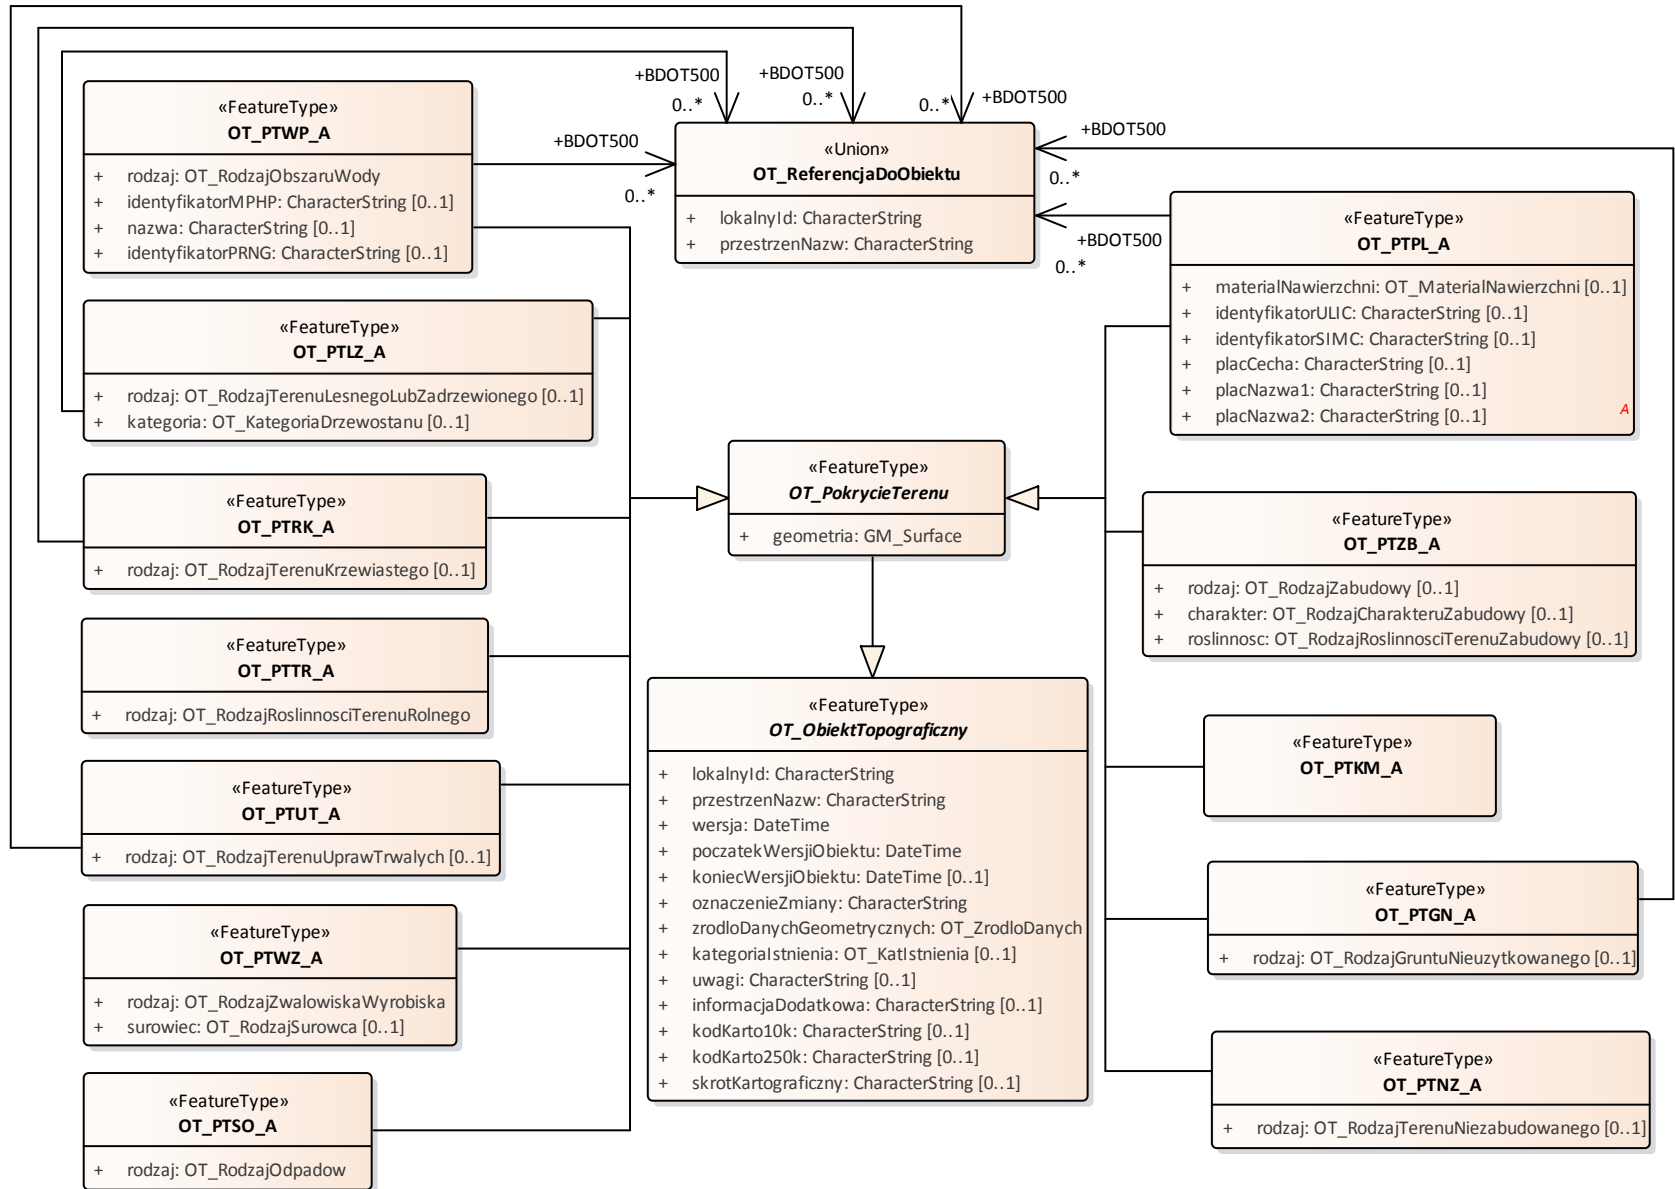 +BDOT500
0..*
+BDOT500
0..*
+BDOT500
0..*
+BDOT500
0..*
+BDOT500
0..*
+BDOT500
0..*
«FeatureType»
OT_PTWP_A
+ rodzaj: OT_RodzajObszaruWody
+ identyfikatorMPHP: CharacterString [0..1]
+ nazwa: CharacterString [0..1]
+ identyfikatorPRNG: CharacterString [0..1]
«Union»
OT_ReferencjaDoObiektu
+ lokalnyId: CharacterString
+ przestrzenNazw: CharacterString
«FeatureType»
OT_PTPL_A
+ materialNawierzchni: OT_MaterialNawierzchni [0..1]
+ identyfikatorULIC: CharacterString [0..1]
+ identyfikatorSIMC: CharacterString [0..1]
+ placCecha: CharacterString [0..1]
+ placNazwa1: CharacterString [0..1]
+ placNazwa2: CharacterString [0..1]
A
«FeatureType»
OT_PTLZ_A
+ rodzaj: OT_RodzajTerenuLesnegoLubZadrzewionego [0..1]
+ kategoria: OT_KategoriaDrzewostanu [0..1]
«FeatureType»
OT_PokrycieTerenu
+ geometria: GM_Surface
«FeatureType»
OT_PTRK_A
+ rodzaj: OT_RodzajTerenuKrzewiastego [0..1]
«FeatureType»
OT_PTZB_A
+ rodzaj: OT_RodzajZabudowy [0..1]
+ charakter: OT_RodzajCharakteruZabudowy [0..1]
+ roslinnosc: OT_RodzajRoslinnosciTerenuZabudowy [0..1]
«FeatureType»
OT_PTTR_A
+ rodzaj: OT_RodzajRoslinnosciTerenuRolnego
«FeatureType»
OT_ObiektTopograficzny
+ lokalnyId: CharacterString
+ przestrzenNazw: CharacterString
+ wersja: DateTime
+ poczatekWersjiObiektu: DateTime
+ koniecWersjiObiektu: DateTime [0..1]
+ oznaczenieZmiany: CharacterString
+ zrodloDanychGeometrycznych: OT_ZrodloDanych
+ kategoriaIstnienia: OT_KatIstnienia [0..1]
+ uwagi: CharacterString [0..1]
+ informacjaDodatkowa: CharacterString [0..1]
+ kodKarto10k: CharacterString [0..1]
+ kodKarto250k: CharacterString [0..1]
+ skrotKartograficzny: CharacterString [0..1]
«FeatureType»
OT_PTKM_A
«FeatureType»
OT_PTUT_A
+ rodzaj: OT_RodzajTerenuUprawTrwalych [0..1]
«FeatureType»
OT_PTGN_A
+ rodzaj: OT_RodzajGruntuNieuzytkowanego [0..1]
«FeatureType»
OT_PTWZ_A
+ rodzaj: OT_RodzajZwalowiskaWyrobiska
+ surowiec: OT_RodzajSurowca [0..1]
«FeatureType»
OT_PTNZ_A
+ rodzaj: OT_RodzajTerenuNiezabudowanego [0..1]
«FeatureType»
OT_PTSO_A
+ rodzaj: OT_RodzajOdpadow